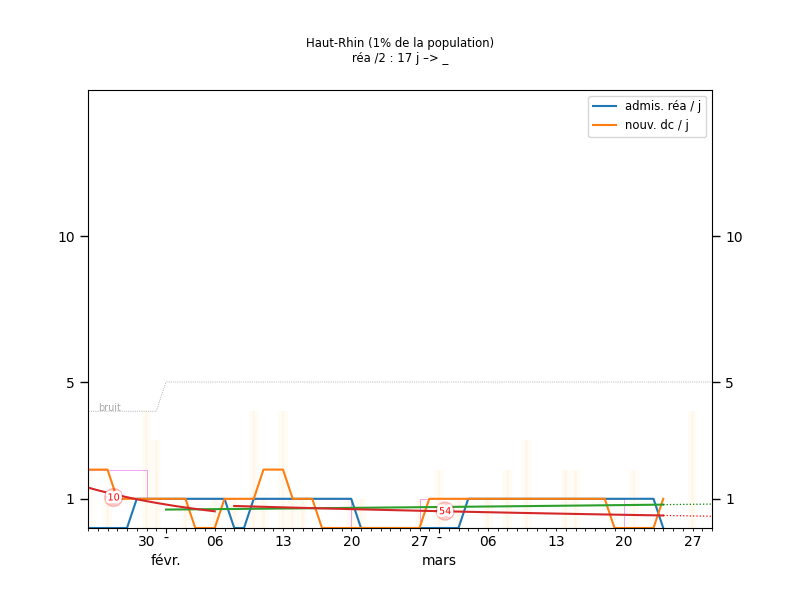 Haut-Rhin (1% de la population)
réa /2 : 17 j –> _
admis. réa / j
nouv. dc / j
10 10
5 5
bruit
1 10 54 1
30 06 13 20 27 06 13 20 27
févr. mars